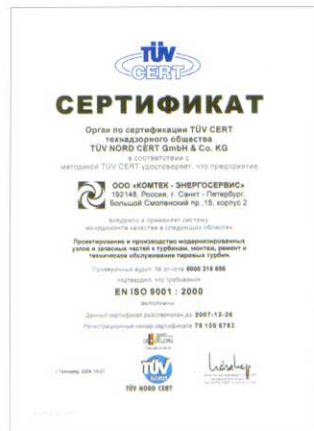 TÜV
CERT
СЕРТИФИКАТ
Орган по сертификации TÜV CERT
технадзорного общества
TÜV NORD CERT GmbH & Co. KG
в соответствии с
методикой TÜV CERT удостоверяет, что предприятие
ООО «КОМТЕК - ЭНЕРГОСЕРВИС»
192148, Россия, г. Санкт - Петербург,
Большой Смоленский пр.,15, корпус 2
внедрило и применяет систему
менеджмента качества в следующих областях:
Проектирование и производство модернизированных
узлов и запасных частей к турбинам, монтаж, ремонт и
техническое обслуживание паровых турбин.
Проверочный аудит, № отчета
подтвердил, что требования
EN ISO 9001 : 2000
выполнены
Данный сертификат действителен до 2007-12-26
Регистрационный номер сертификата 78 100 6783
TÜV
NORD
TÜV NORD CERT